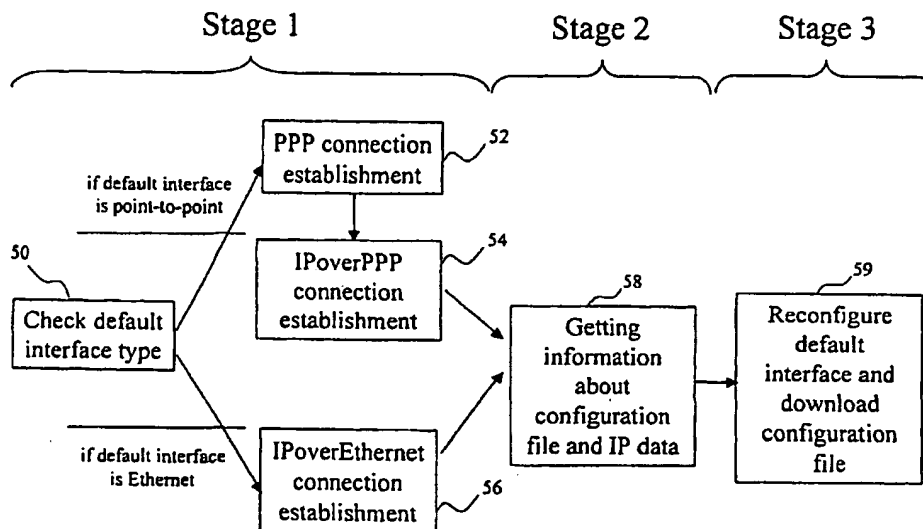 Stage 1
Stage 2
Stage 3
PPP connection
establishment
52
if default interface
is point-to-point
50
Check default
interface type
IPoverPPP
connection
establishment
54
if default interface
is Ethernet
IPoverEthernet
connection
establishment
56
58
Getting
information
about
configuration
file and IP data
59
Reconfigure
default
interface and
download
configuration
file